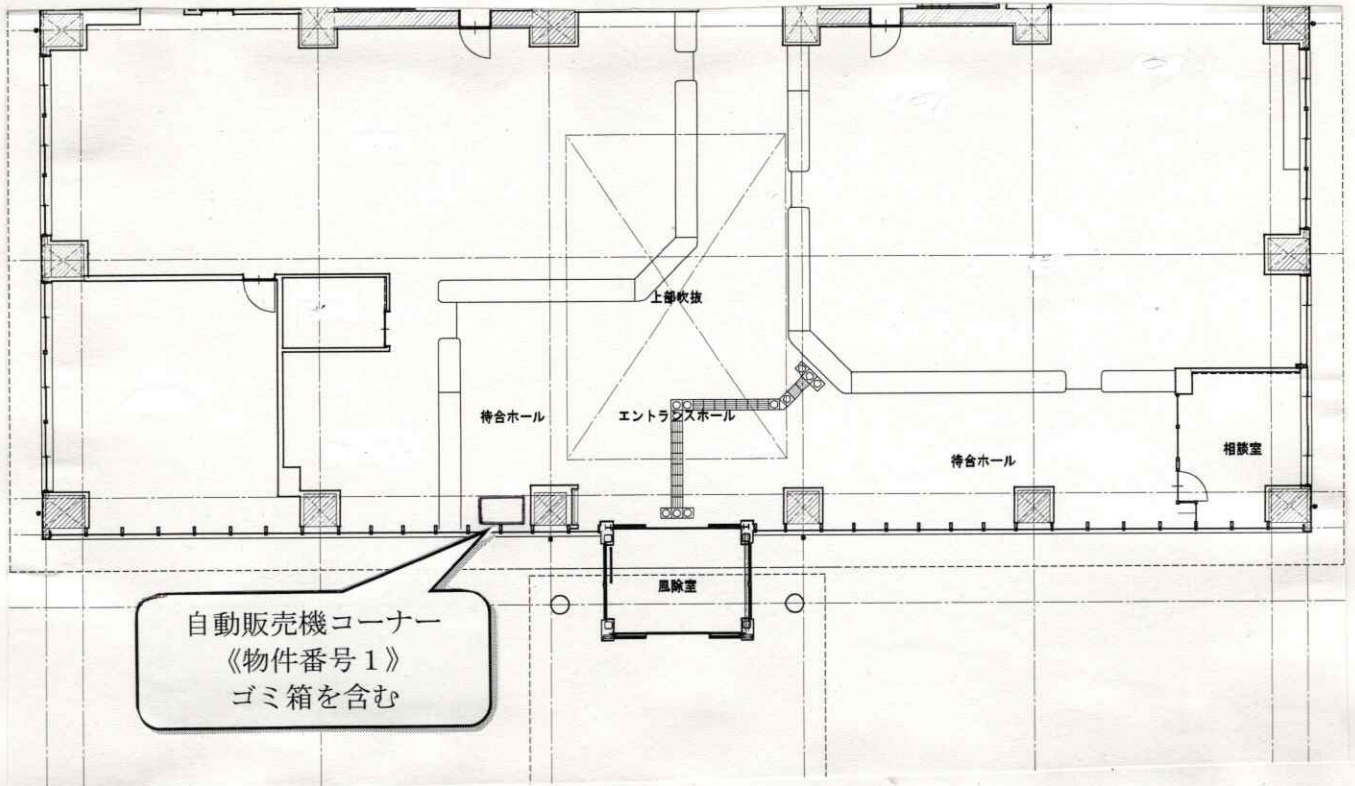 上部吹抜
待合ホール
エントランスホール
待合ホール
相談室
風除室
自動販売機コーナー
《物件番号１》
ゴミ箱を含む